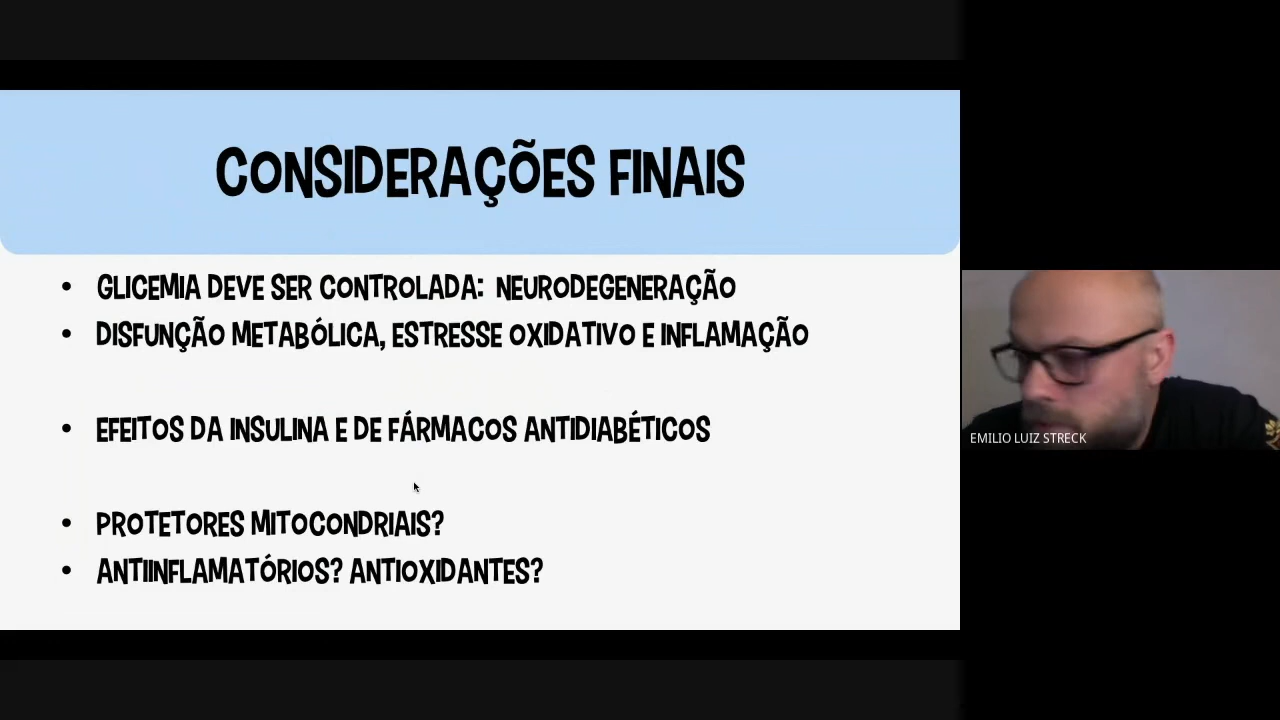 CONSIDERAÇÕES FINAIS
• GLICEMIA DEVE SER CONTROLADA: NEURODEGENERAÇÃO
• DISFUNÇÃO METABÓLICA, ESTRESSE OXIDATIVO E INFLAMAÇÃO
• EFEITOS DA INSULINA E DE FÁRMACOS ANTIDIABÉTICOS
• PROTETORES MITOCONDRIAIS?
• ANTIINFLAMATÓRIOS? ANTIOXIDANTES?
EMILIO LUIZ STRECK